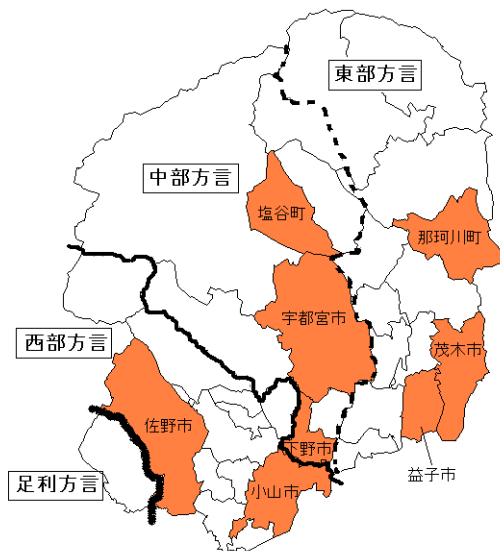 東部方言
中部方言
塩谷町
那珂川町
宇都宮市
西部方言
茂木市
佐野市
下野市
益子市
足利方言
小山市